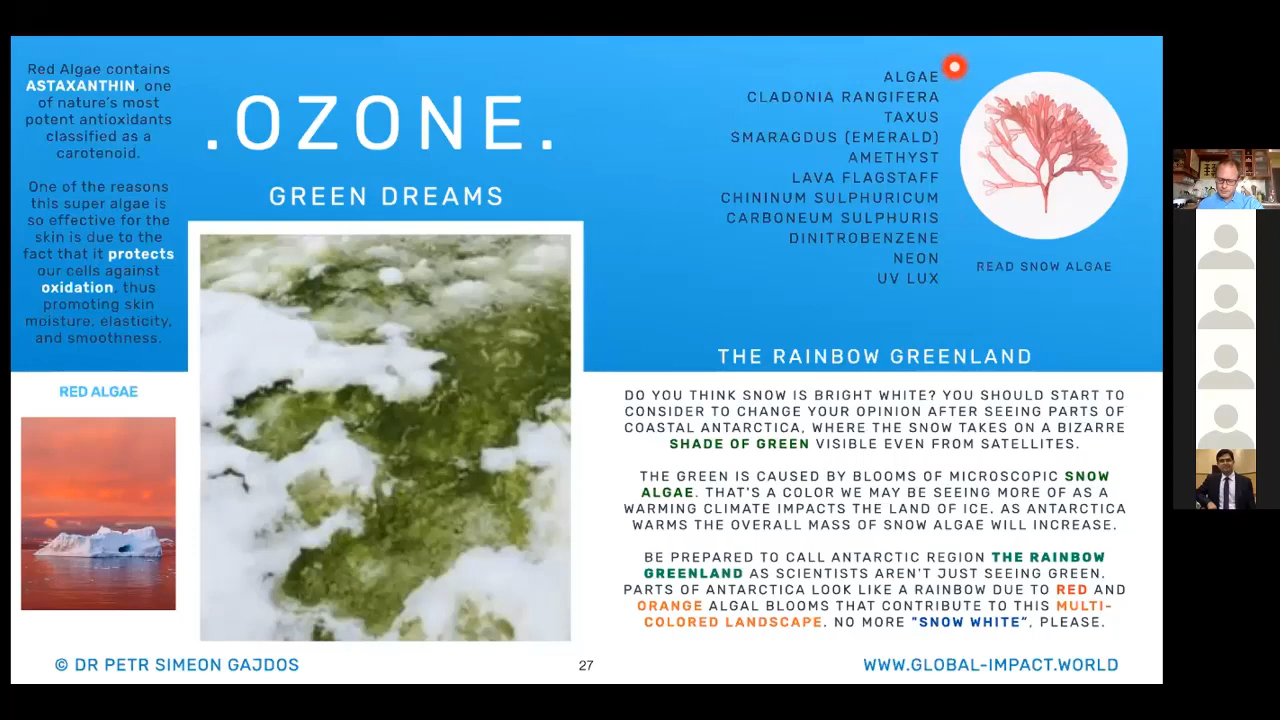 Red Algae contains
ASTAXANTHIN, one
of nature's most
potent antioxidants
classified as a
carotenoid.
One of the reasons
this super algae is
so effective for the
skin is due to the
fact that it protects
our cells against
oxidation, thus
promoting skin
moisture, elasticity,
and smoothness.
RED ALGAE
.OZONE.
GREEN DREAMS
ALGAE
CLADONIA RANGIFERA
TAXUS
SMARAGDUS (EMERALD)
AMETHYST
LAVA FLAGSTAFF
CHININUM SULPHURICUM
CARBONEUM SULPHURIS
DINITROBENZENE
NEON
UV LUX
READ SNOW ALGAE
THE RAINBOW GREENLAND
DO YOU THINK SNOW IS BRIGHT WHITE? YOU SHOULD START TO
CONSIDER TO CHANGE YOUR OPINION AFTER SEEING PARTS OF
COASTAL ANTARCTICA, WHERE THE SNOW TAKES ON A BIZARRE
SHADE OF GREEN VISIBLE EVEN FROM SATELLITES.
THE GREEN IS CAUSED BY BLOOMS OF MICROSCOPIC SNOW
ALGAE. THAT'S A COLOR WE MAY BE SEEING MORE OF AS A
WARMING CLIMATE IMPACTS THE LAND OF ICE. AS ANTARCTICA
WARMS THE OVERALL MASS OF SNOW ALGAE WILL INCREASE.
BE PREPARED TO CALL ANTARCTIC REGION THE RAINBOW
GREENLAND AS SCIENTISTS AREN'T JUST SEEING GREEN.
PARTS OF ANTARCTICA LOOK LIKE A RAINBOW DUE TO RED AND
ORANGE ALGAL BLOOMS THAT CONTRIBUTE TO THIS MULTI-
COLORED LANDSCAPE. NO MORE "SNOW WHITE", PLEASE.
© DR PETR SIMEON GAJDOS
27
WWW.GLOBAL-IMPACT.WORLD